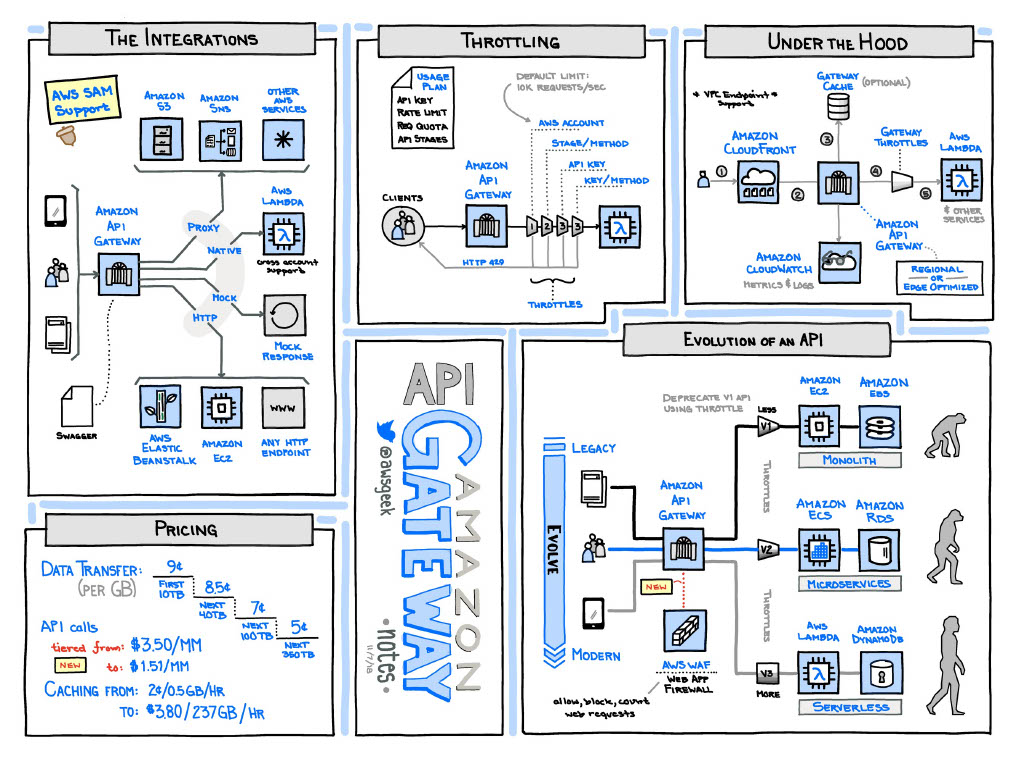 THE INTEGRATIONS
AWS SAM
Support
AMAZON
S3
AMAZON
SNS
OTHER
AWS
SERVICES
AMAZON
API
GATEWAY
PROXY
NATIVE
MOCK
HTTP
AWS
LAMBDA
λ
cross account
support
MOCK
RESPONSE
SWAGGER
AWS
ELASTIC
BEANSTALK
AMAZON
EC2
WWW
ANY HTTP
ENDPOINT
THROTTLING
USAGE
PLAN
API KEY
RATE LIMIT
REQ QUOTA
API STAGES
DEFAULT LIMIT:
10K REQUESTS/SEC
AWS ACCOUNT
STAGE/METHOD
API KEY
KEY/METHOD
CLIENTS
AMAZON
API
GATEWAY
1
2
3
3
λ
HTTP 429
THROTTLES
UNDER THE HOOD
* VPC Endpoint *
Support
GATEWAY
CACHE (OPTIONAL)
AMAZON
CLOUDFRONT
GATEWAY
THROTTLES
AWS
LAMBDA
1
2
3
4
5
λ
& OTHER
SERVICES
AMAZON
API
GATEWAY
AMAZON
CLOUDWATCH
METRICS & LOGS
REGIONAL
-OR-
EDGE OPTIMIZED
PRICING
DATA TRANSFER:
(PER GB)
9¢
FIRST
10TB
8.5¢
NEXT
40TB
7¢
NEXT
100TB
5¢
NEXT
350TB
API CALLS
tiered from: $3.50/MM
NEW to: $1.51/MM
CACHING FROM: 2¢/0.5GB/HR
TO: $3.80/237GB/HR
API
GATEWAY
AMAZON
@awsgeek
• notes •
11/7/18
EVOLUTION OF AN API
DEPRECATE V1 API
USING THROTTLE
LESS
V1
AMAZON
EC2
AMAZON
EBS
MONOLITH
LEGACY
EVOLVE
MODERN
AMAZON
API
GATEWAY
THROTTLES
V2
AMAZON
ECS
AMAZON
RDS
MICROSERVICES
NEW
AWS WAF
WEB APP
FIREWALL
allow, block, count
web requests
THROTTLES
V3
MORE
AWS
LAMBDA
λ
AMAZON
DYNAMODB
SERVERLESS